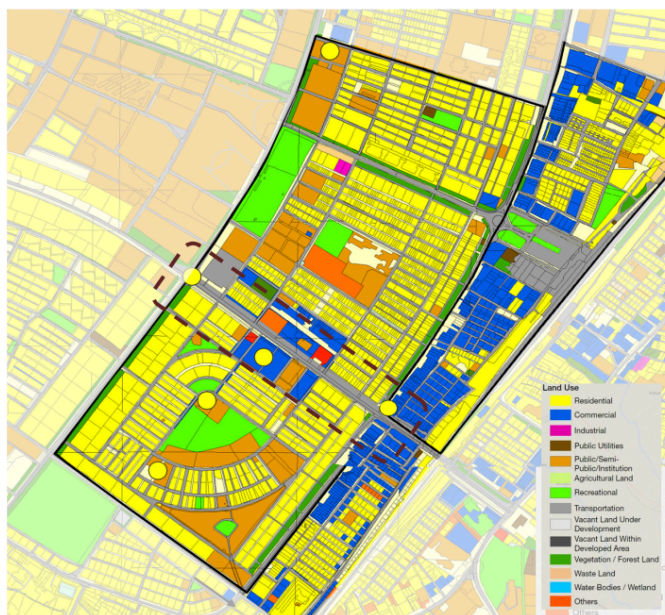 Land Use
Residential
Commercial
Industrial
Public Utilities
Public/Semi-
Public/Institution
Agricultural Land
Recreational
Transportation
Vacant Land Under
Development
Vacant Land Within
Developed Area
Vegetation / Forest Land
Waste Land
Water Bodies / Wetland
Others
Others